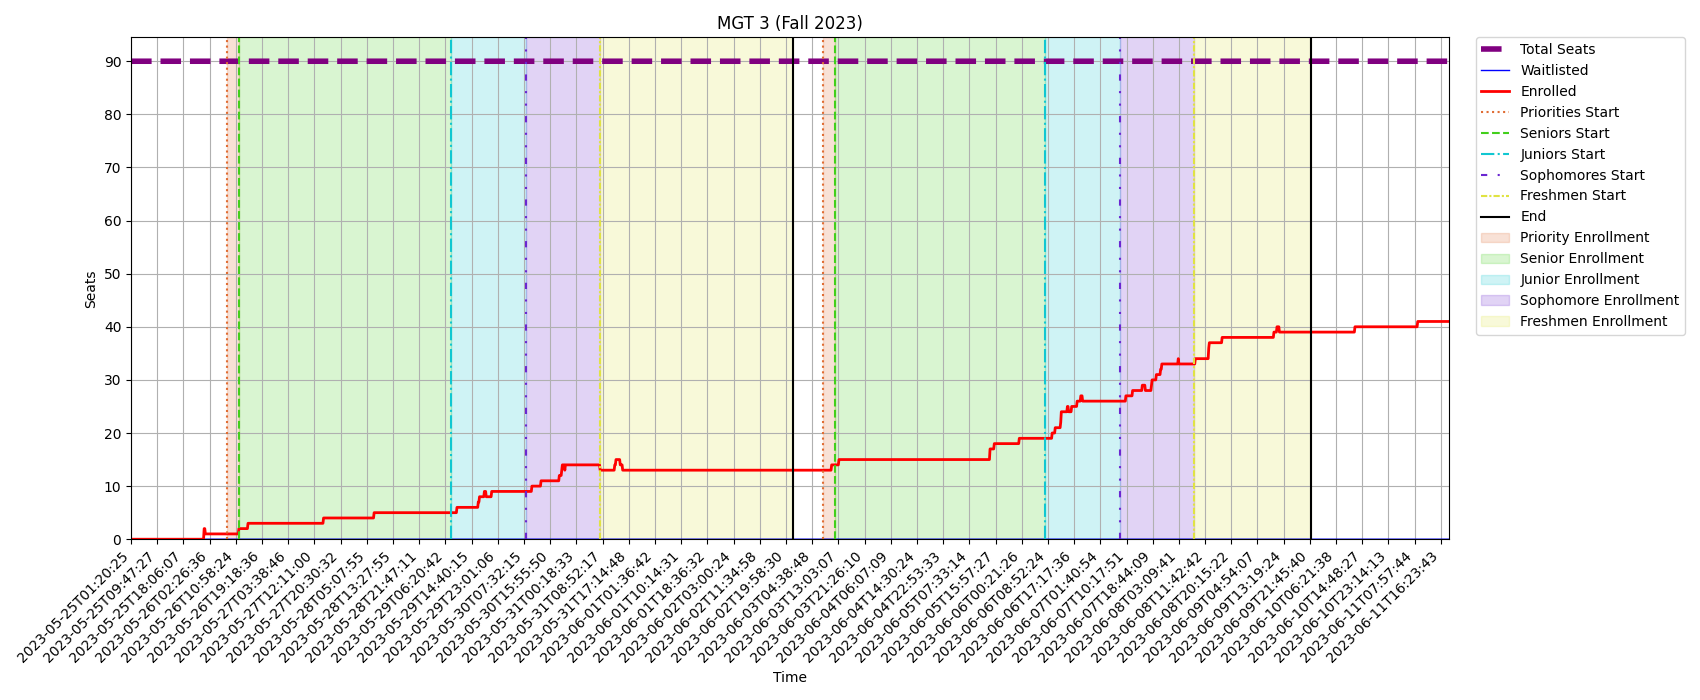 MGT 3 (Fall 2023)
Total Seats
Waitlisted
Enrolled
Priorities Start
Seniors Start
Juniors Start
Sophomores Start
Freshmen Start
End
Priority Enrollment
Senior Enrollment
Junior Enrollment
Sophomore Enrollment
Freshmen Enrollment
Seats
90
80
70
60
50
40
30
20
10
0
2023-05-25T01:20:25
2023-05-25T09:47:27
2023-05-25T18:06:07
2023-05-26T02:26:36
2023-05-26T10:58:24
2023-05-26T19:18:36
2023-05-27T03:38:46
2023-05-27T12:11:00
2023-05-27T20:30:32
2023-05-28T05:07:55
2023-05-28T13:27:55
2023-05-28T21:47:11
2023-05-29T06:20:42
2023-05-29T14:40:15
2023-05-29T23:01:06
2023-05-30T07:32:15
2023-05-30T15:55:50
2023-05-31T00:18:33
2023-05-31T08:52:17
2023-05-31T17:14:48
2023-06-01T01:36:42
2023-06-01T10:14:31
2023-06-01T18:36:32
2023-06-02T03:00:24
2023-06-02T11:34:58
2023-06-02T19:58:30
2023-06-03T04:38:48
2023-06-03T13:03:07
2023-06-03T21:26:10
2023-06-04T06:07:09
2023-06-04T14:30:24
2023-06-04T22:53:33
2023-06-05T07:33:14
2023-06-05T15:57:27
2023-06-06T00:21:26
2023-06-06T08:52:24
2023-06-06T17:17:36
2023-06-07T01:40:54
2023-06-07T10:17:51
2023-06-07T18:44:09
2023-06-08T03:09:41
2023-06-08T11:42:42
2023-06-08T20:15:22
2023-06-09T04:54:07
2023-06-09T13:19:24
2023-06-09T21:45:40
2023-06-10T06:21:38
2023-06-10T14:48:27
2023-06-10T23:14:13
2023-06-11T07:57:44
2023-06-11T16:23:43
Time